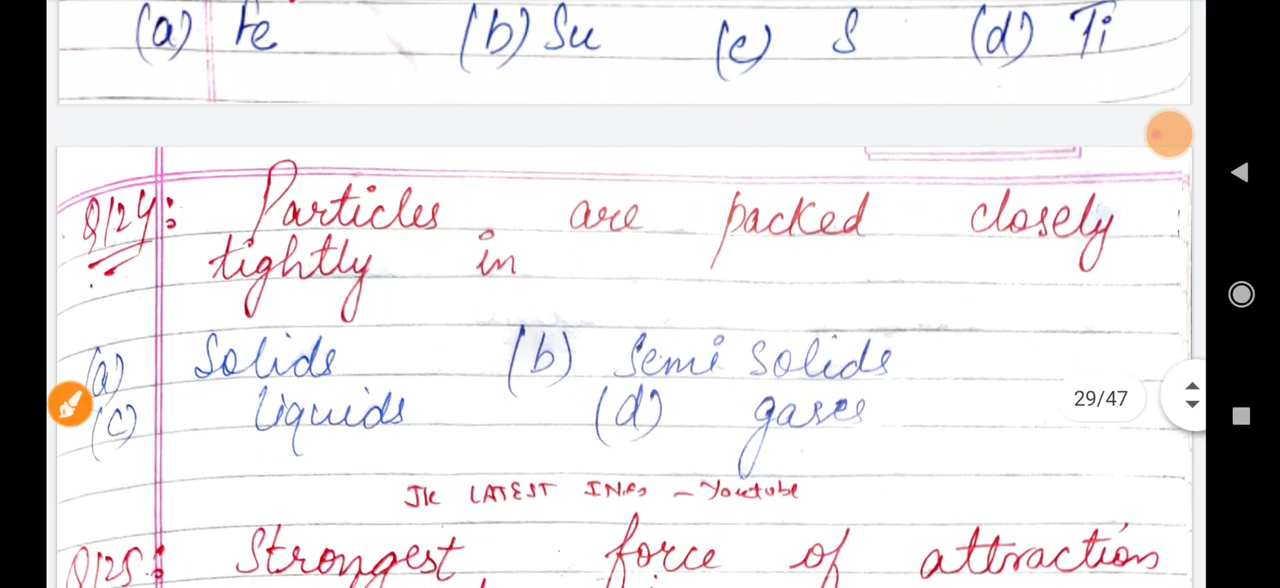 (a) Fe (b) Su (c) S (d) Ti
Q124: Particles are packed closely
tightly in
(a) Solids (b) Semi solids
(c) liquids (d) gases
29/47
JK LATEST INFO - Youtube
Q125: Strongest force of attraction